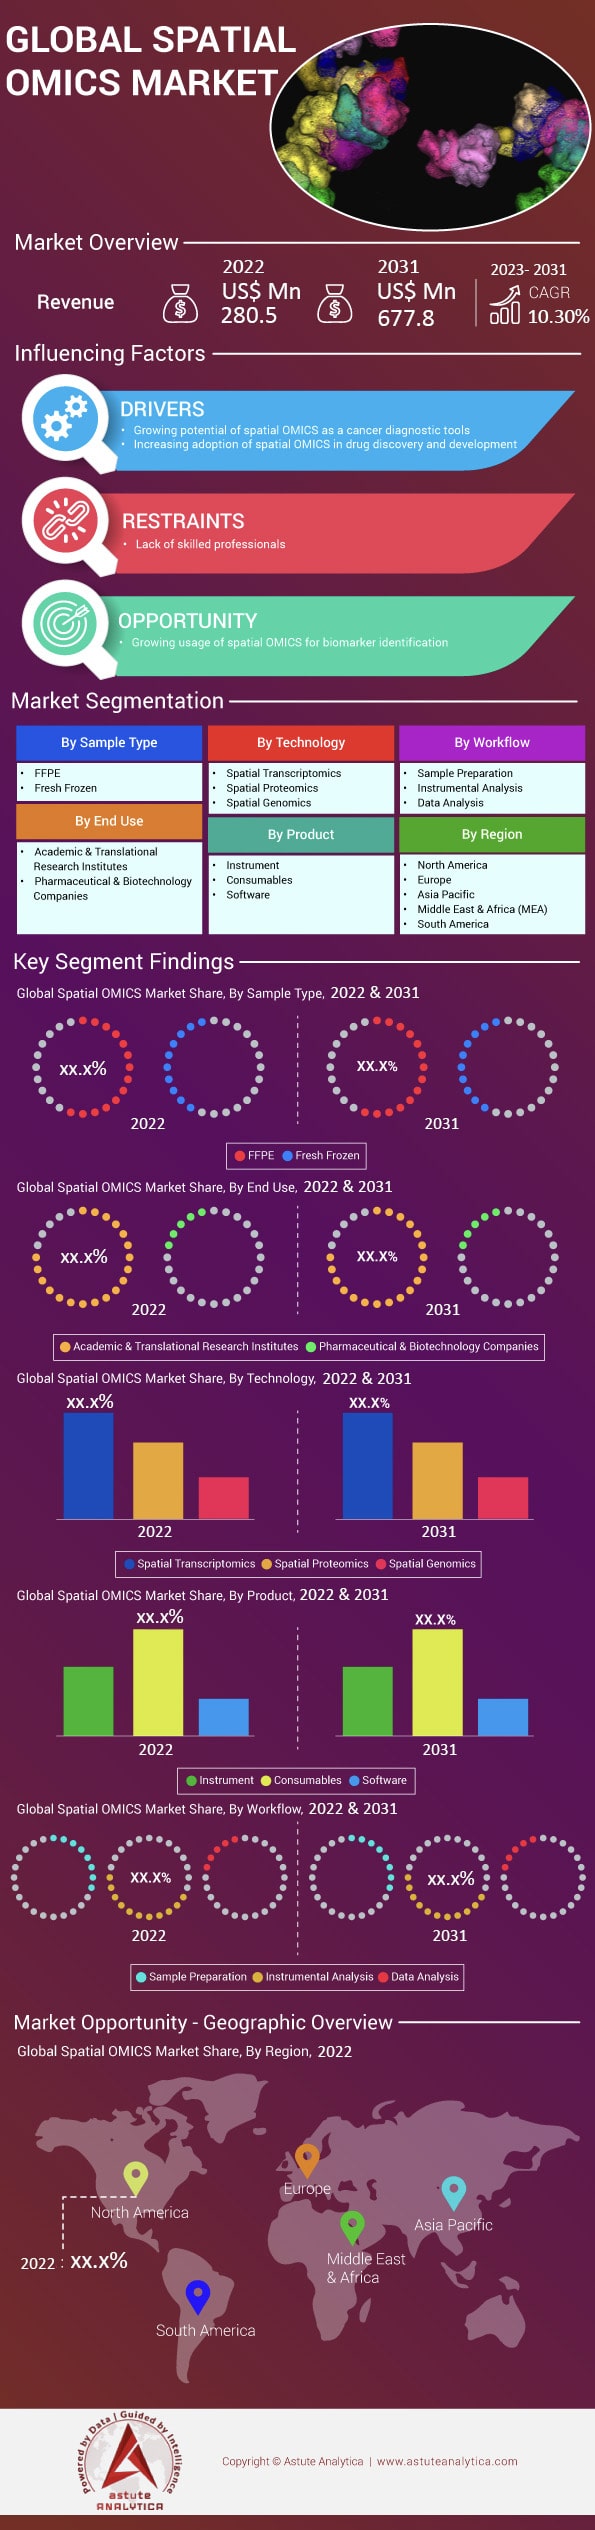 GLOBAL SPATIAL
OMICS MARKET
Market Overview
Revenue
$
2022
US$ Mn
280.5
$
2031
US$ Mn
677.8
2023- 2031
CAGR
10.30%
Influencing Factors
DRIVERS
• Growing potential of spatial OMICS as a cancer diagnostic tools
• Increasing adoption of spatial OMICS in drug discovery and development
RESTRAINTS
• Lack of skilled professionals
OPPORTUNITY
• Growing usage of spatial OMICS for biomarker identification
Market Segmentation
By Sample Type
• FFPE
• Fresh Frozen
By Technology
• Spatial Transcriptomics
• Spatial Proteomics
• Spatial Genomics
By Workflow
• Sample Preparation
• Instrumental Analysis
• Data Analysis
By End Use
• Academic & Translational
Research Institutes
• Pharmaceutical & Biotechnology
Companies
By Product
• Instrument
• Consumables
• Software
By Region
• North America
• Europe
• Asia Pacific
• Middle East & Africa (MEA)
• South America
Key Segment Findings
Global Spatial OMICS Market Share, By Sample Type, 2022 & 2031
xx.x%
XX.X%
2022
2031
FFPE Fresh Frozen
Global Spatial OMICS Market Share, By End Use, 2022 & 2031
xx.x%
XX.X%
2022
2031
Academic & Translational Research Institutes Pharmaceutical & Biotechnology Companies
Global Spatial OMICS Market Share, By Technology, 2022 & 2031
xx.x%
XX.X%
2022
2031
Spatial Transcriptomics Spatial Proteomics Spatial Genomics
Global Spatial OMICS Market Share, By Product, 2022 & 2031
xx.x%
XX.X%
2022
2031
Instrument Consumables Software
Global Spatial OMICS Market Share, By Workflow, 2022 & 2031
XX.X%
xx.x%
2022
2031
Sample Preparation Instrumental Analysis Data Analysis
Market Opportunity - Geographic Overview
Global Spatial OMICS Market Share, By Region, 2022
North America
Europe
Asia Pacific
Middle East
& Africa
2022 : xx.x%
South America
Powered by Data | Guided by Intelligence
astute
ANALYTICA
Copyright © Astute Analytica | www.astuteanalytica.com